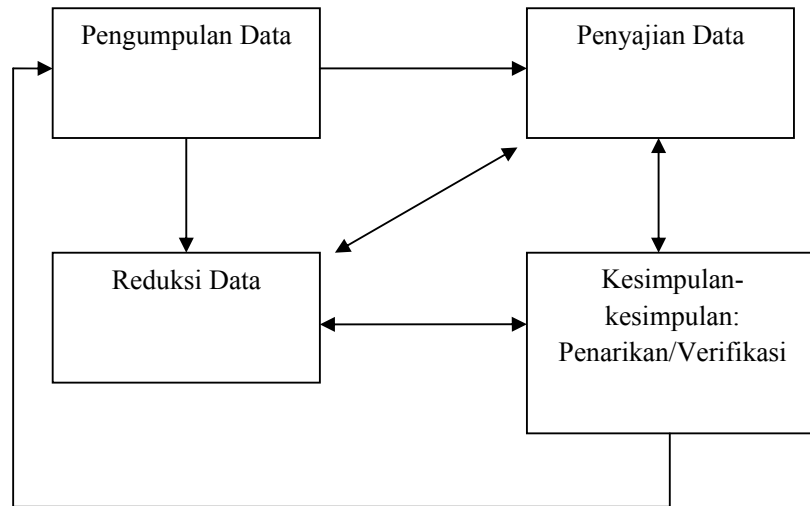 Pengumpulan Data
Penyajian Data
Reduksi Data
Kesimpulan-
kesimpulan:
Penarikan/Verifikasi